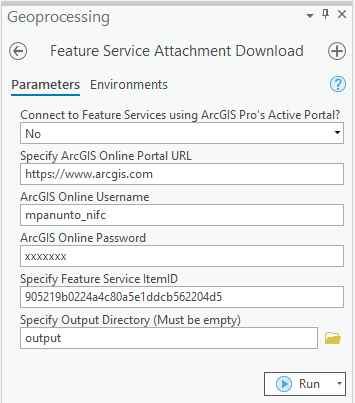 Geoprocessing
Feature Service Attachment Download
Parameters Environments
Connect to Feature Services using ArcGIS Pro's Active Portal?
No
Specify ArcGIS Online Portal URL
https://www.arcgis.com
ArcGIS Online Username
mpanunto_nifc
ArcGIS Online Password
xxxxxxx
Specify Feature Service ItemID
905219b0224a4c80a5e1ddcb562204d5
Specify Output Directory (Must be empty)
output
Run